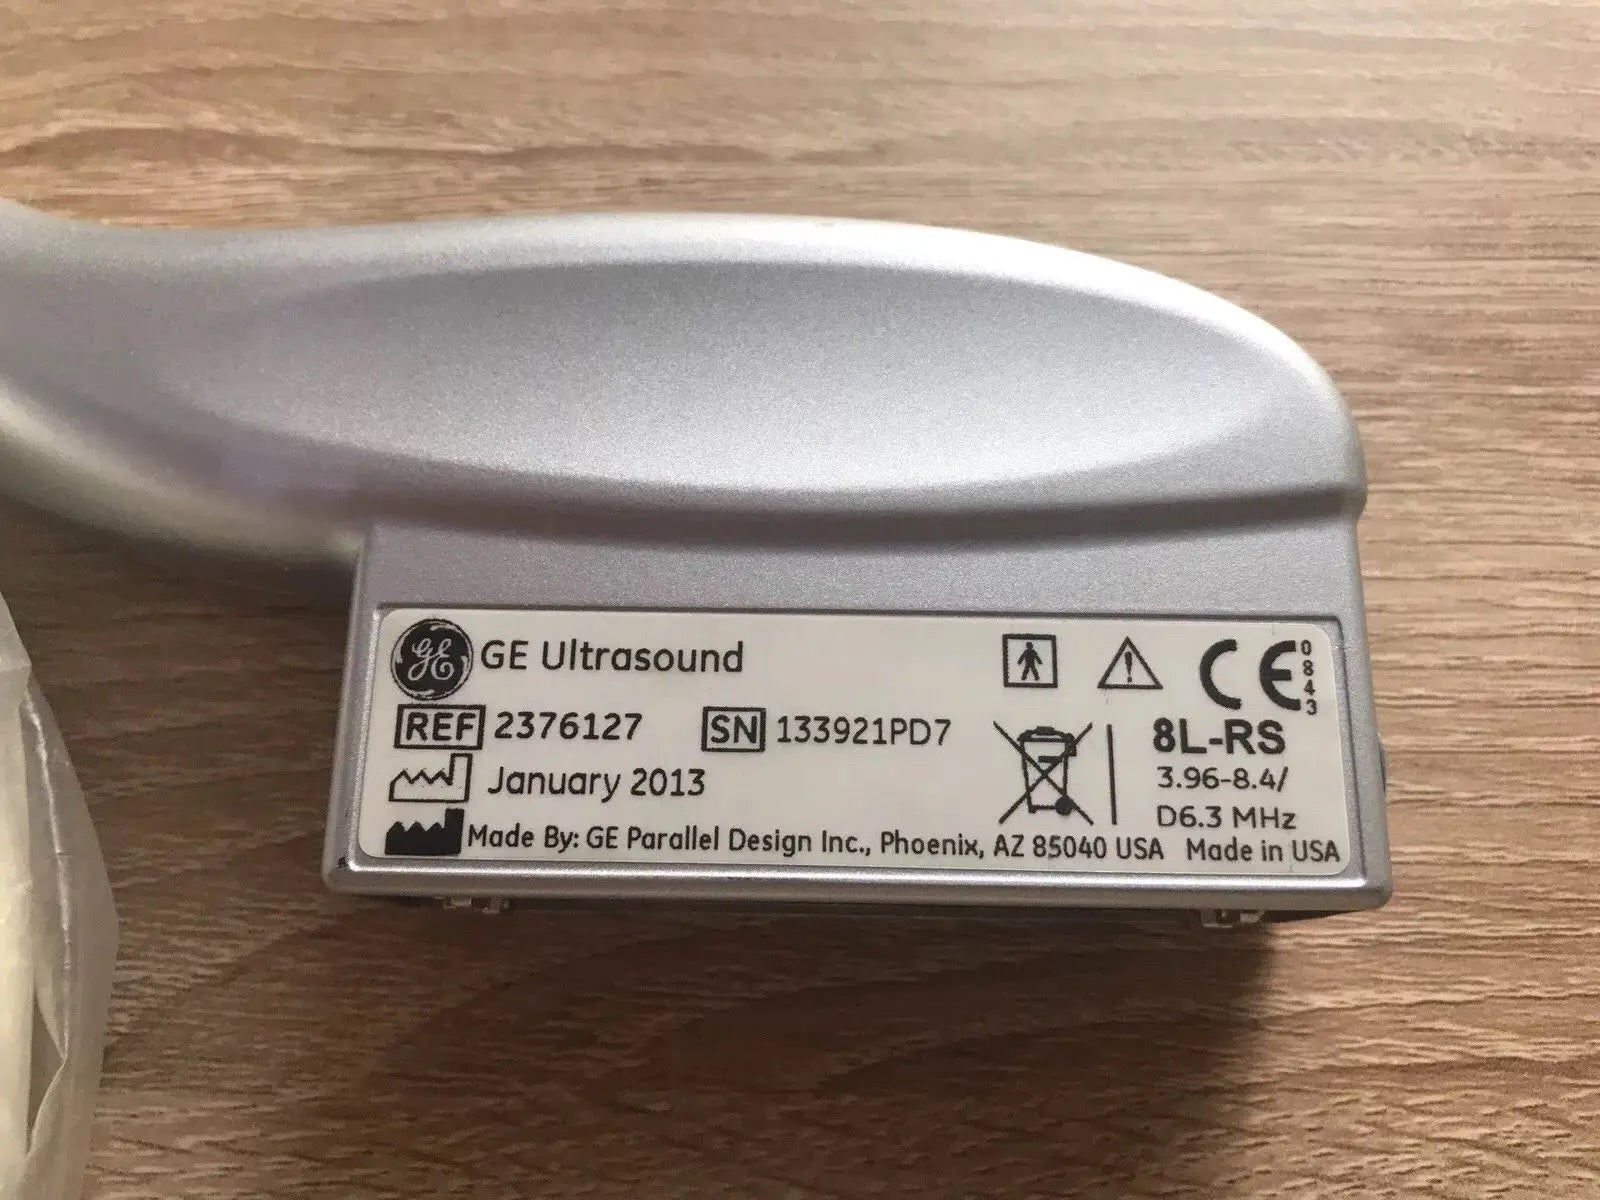 GE GE Ultrasound
CE 0843
REF 2376127 SN 133921PD7
8L-RS
January 2013
3.96-8.4/
D6.3 MHz
Made By: GE Parallel Design Inc., Phoenix, AZ 85040 USA Made in USA